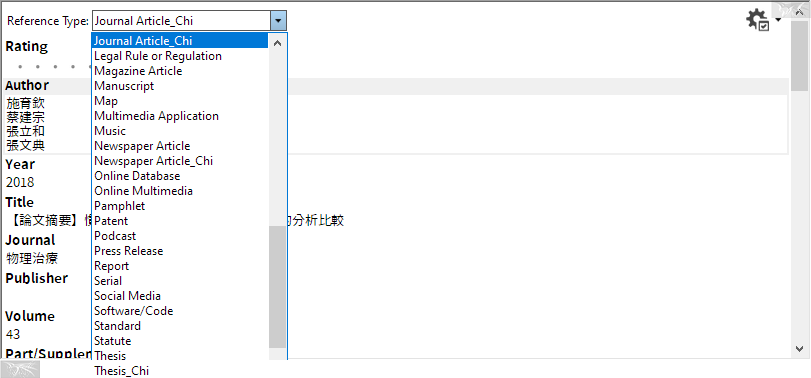 Reference Type: Journal Article_Chi
Journal Article_Chi
Legal Rule or Regulation
Magazine Article
Manuscript
Map
Multimedia Application
Music
Newspaper Article
Newspaper Article_Chi
Online Database
Online Multimedia
Pamphlet
Patent
Podcast
Press Release
Report
Serial
Social Media
Software/Code
Standard
Statute
Thesis
Thesis_Chi
Rating
Author
施育欽
蔡建宗
張立和
張文典
Year
2018
Title
【論文摘要】 的分析比較
Journal
物理治療
Publisher
Volume
43
Part/Supplem